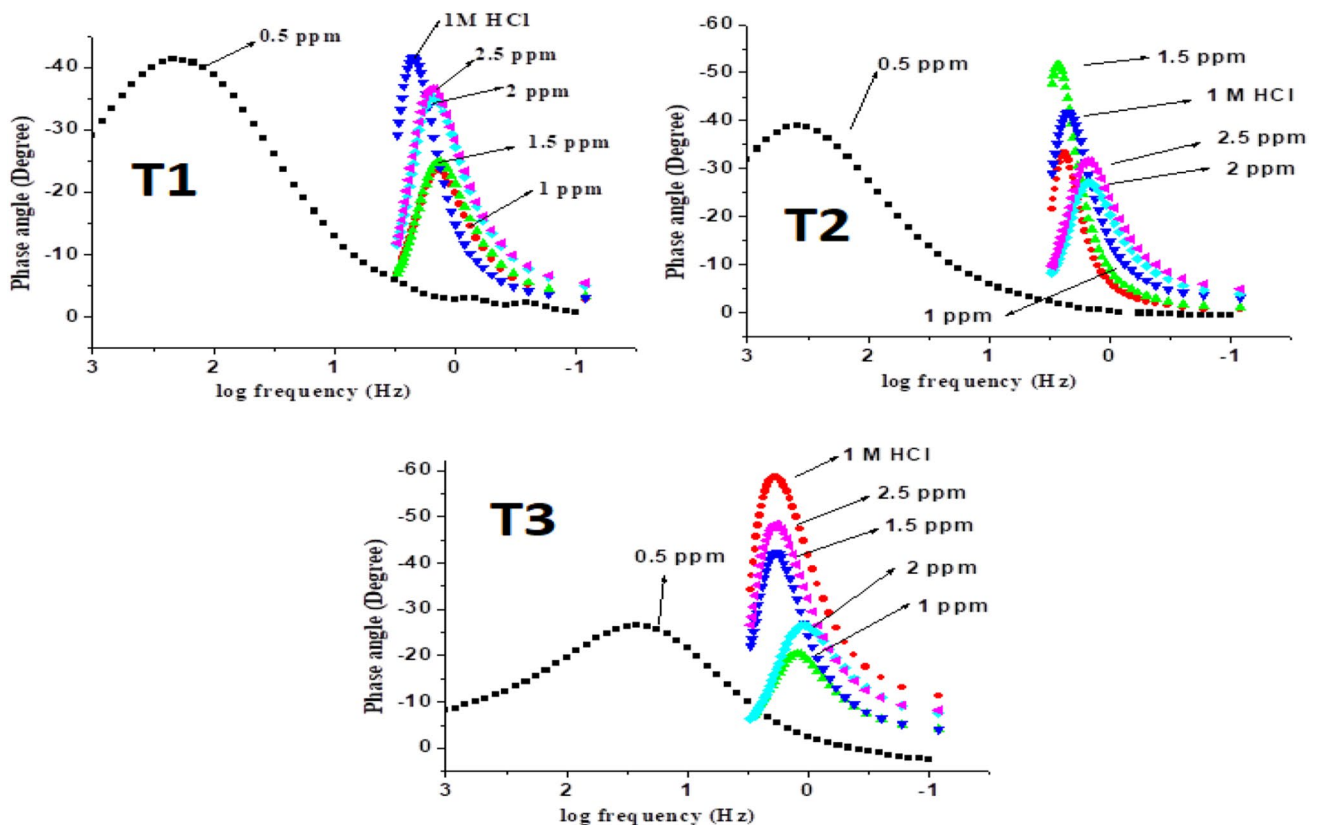 1M HCl
0.5 ppm
2.5 ppm
2 ppm
1.5 ppm
1 ppm
T1
Phase angle (Degree)
-40
-30
-20
-10
0
3 2 1 0 -1
log frequency (Hz)
-60
-50
-40
-30
-20
-10
0
Phase angle (Degree)
0.5 ppm
1.5 ppm
1 M HCl
2.5 ppm
2 ppm
T2
1 ppm
3 2 1 0 -1
log frequency (Hz)
-60
-50
-40
-30
-20
-10
0
Phase angle (Degree)
T3
1 M HCl
2.5 ppm
1.5 ppm
0.5 ppm
2 ppm
1 ppm
3 2 1 0 -1
log frequency (Hz)